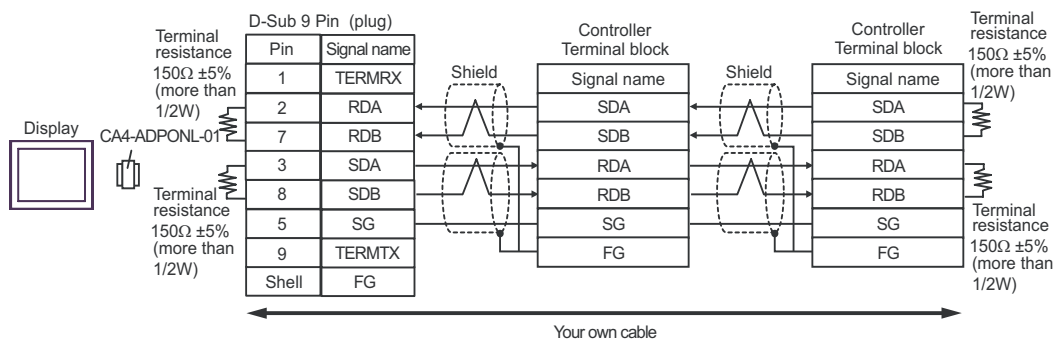 D-Sub 9 Pin (plug)
Pin
Signal name
1
TERMRX
2
RDA
7
RDB
3
SDA
8
SDB
5
SG
9
TERMTX
Shell
FG
Terminal
resistance
150Ω ±5%
(more than
1/2W)
Display
CA4-ADPONL-01
Terminal
resistance
150Ω ±5%
(more than
1/2W)
Shield
Controller
Terminal block
Signal name
SDA
SDB
RDA
RDB
SG
FG
Shield
Controller
Terminal block
Signal name
SDA
SDB
RDA
RDB
SG
FG
Terminal
resistance
150Ω ±5%
(more than
1/2W)
Terminal
resistance
150Ω ±5%
(more than
1/2W)
Your own cable